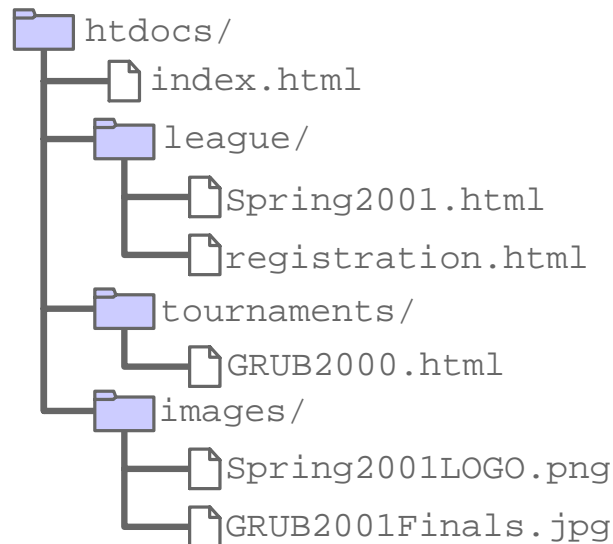 htdocs/
index.html
league/
Spring2001.html
registration.html
tournaments/
GRUB2000.html
images/
Spring2001LOGO.png
GRUB2001Finals.jpg